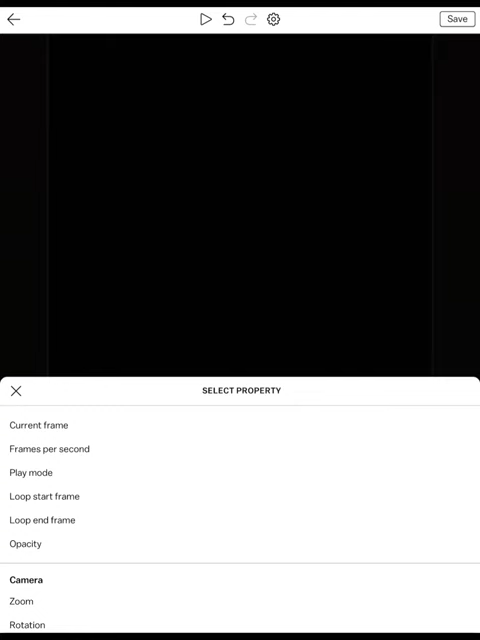 Save
SELECT PROPERTY
Current frame
Frames per second
Play mode
Loop start frame
Loop end frame
Opacity
Camera
Zoom
Rotation